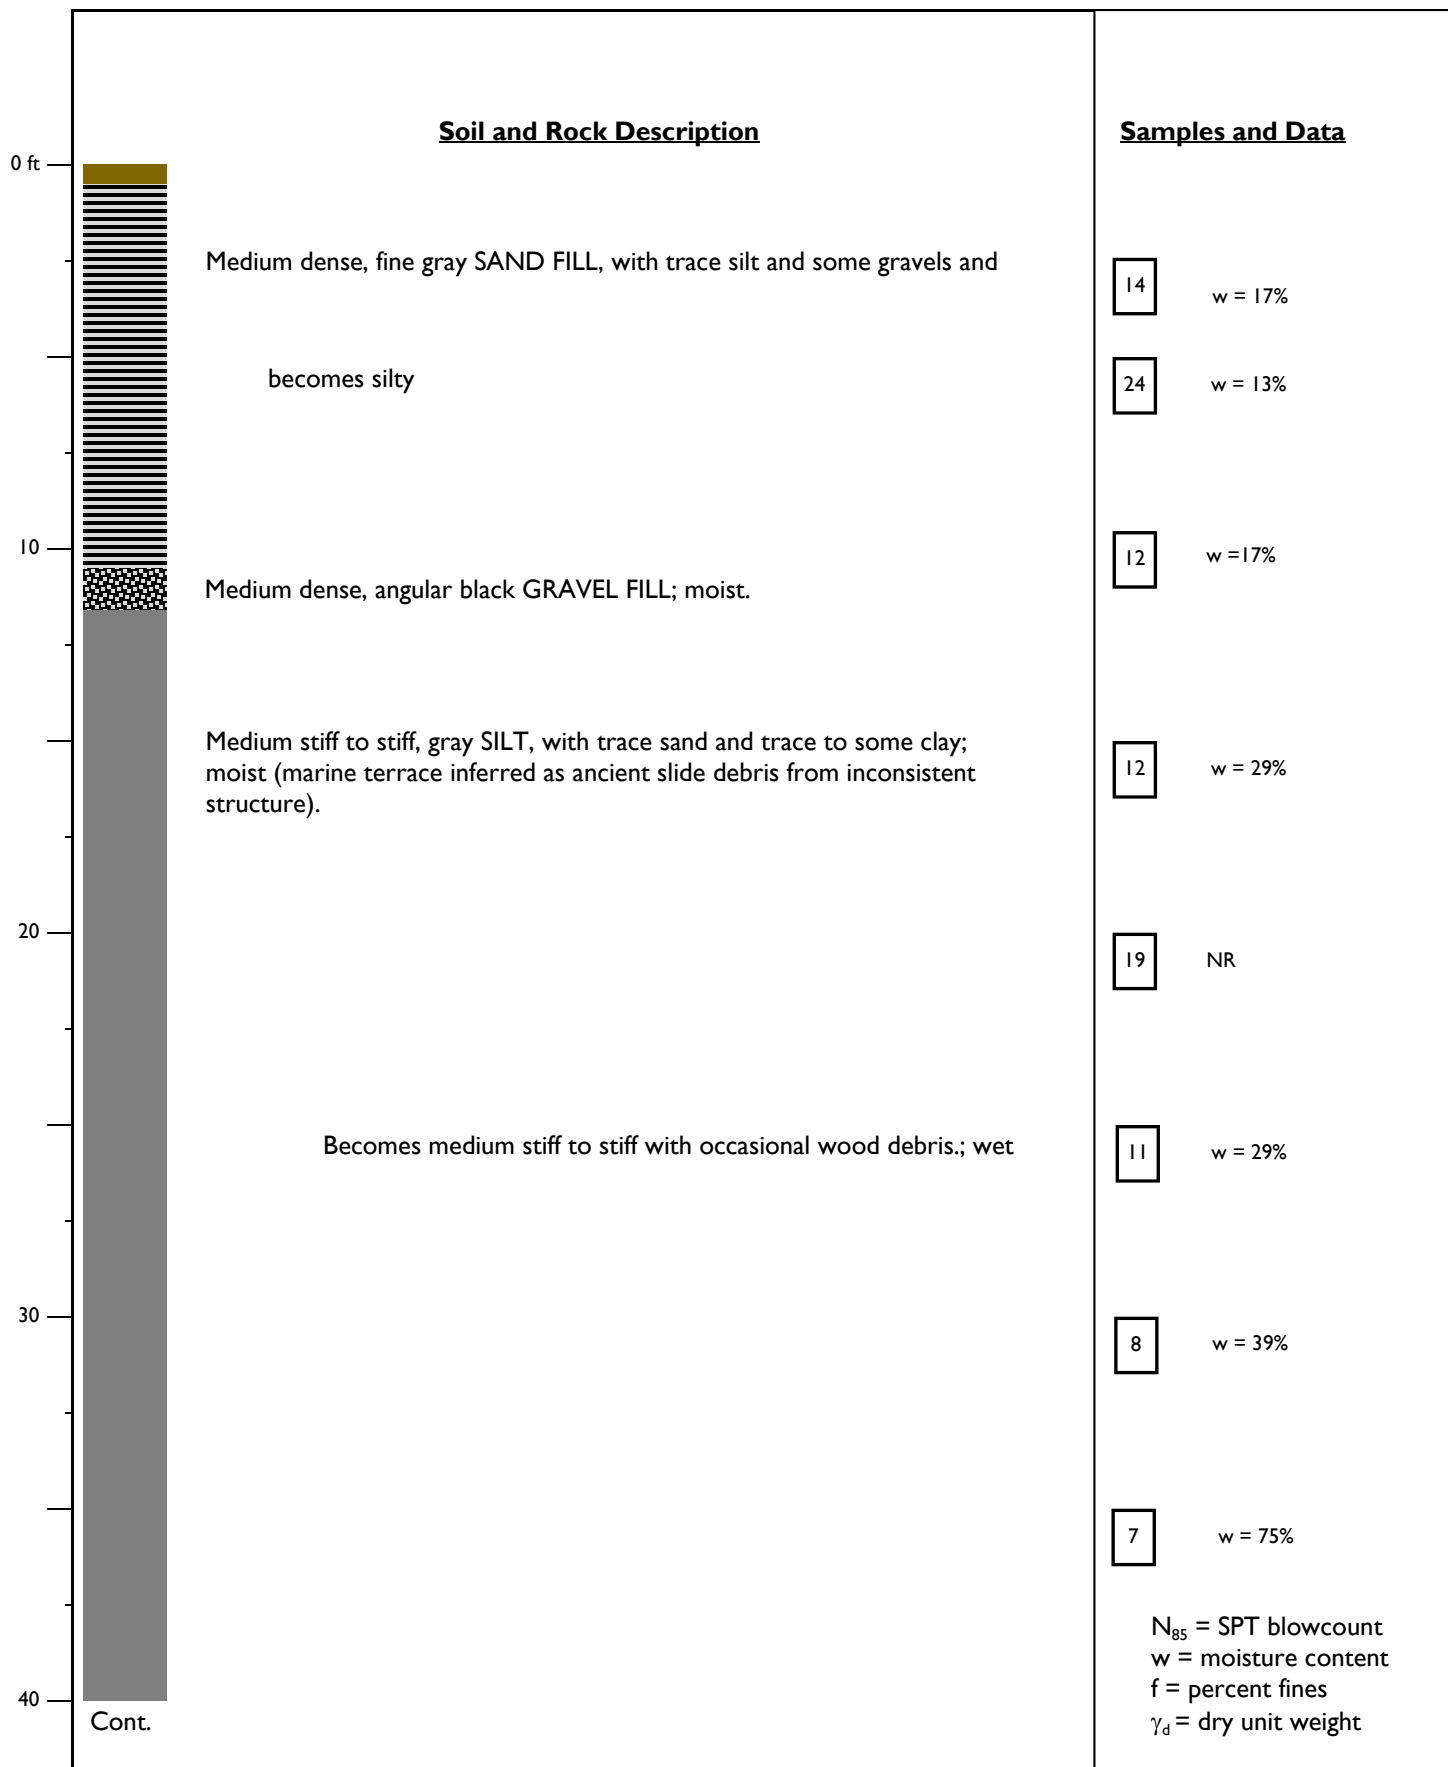 Soil and Rock Description
Samples and Data
0 ft
Medium dense, fine gray SAND FILL, with trace silt and some gravels and
14 w = 17%
becomes silty
24 w = 13%
10
12 w =17%
Medium dense, angular black GRAVEL FILL; moist.
Medium stiff to stiff, gray SILT, with trace sand and trace to some clay;
moist (marine terrace inferred as ancient slide debris from inconsistent
structure).
12 w = 29%
20
19 NR
Becomes medium stiff to stiff with occasional wood debris.; wet
11 w = 29%
30
8 w = 39%
7 w = 75%
N85 = SPT blowcount
w = moisture content
f = percent fines
γd = dry unit weight
40
Cont.